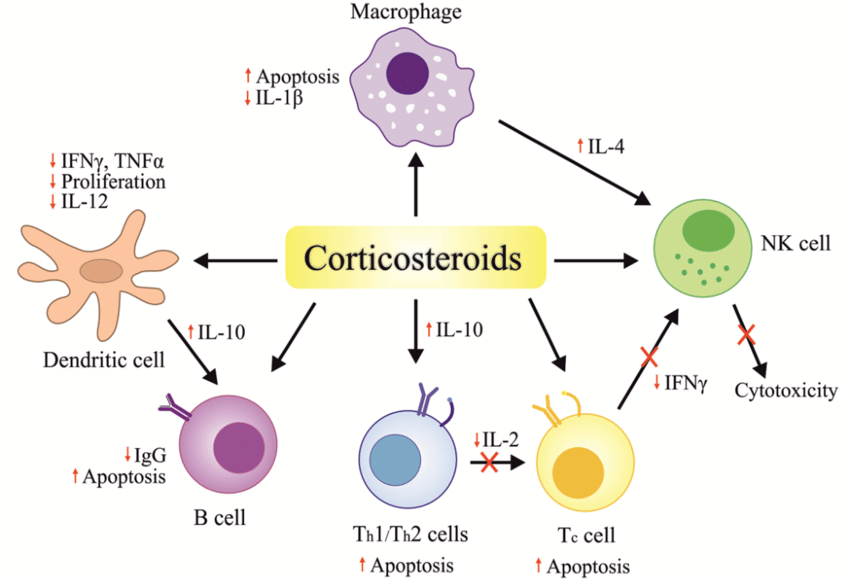 Macrophage
↑ Apoptosis
↓ IL-1β
↑ IL-4
↓ IFNγ, TNFα
↓ Proliferation
↓ IL-12
Corticosteroids
NK cell
↑ IL-10
↑ IL-10
Dendritic cell
↓ IFNγ
Cytotoxicity
↓ IgG
↑ Apoptosis
↓ IL-2
B cell
Th1/Th2 cells
↑ Apoptosis
Tc cell
↑ Apoptosis